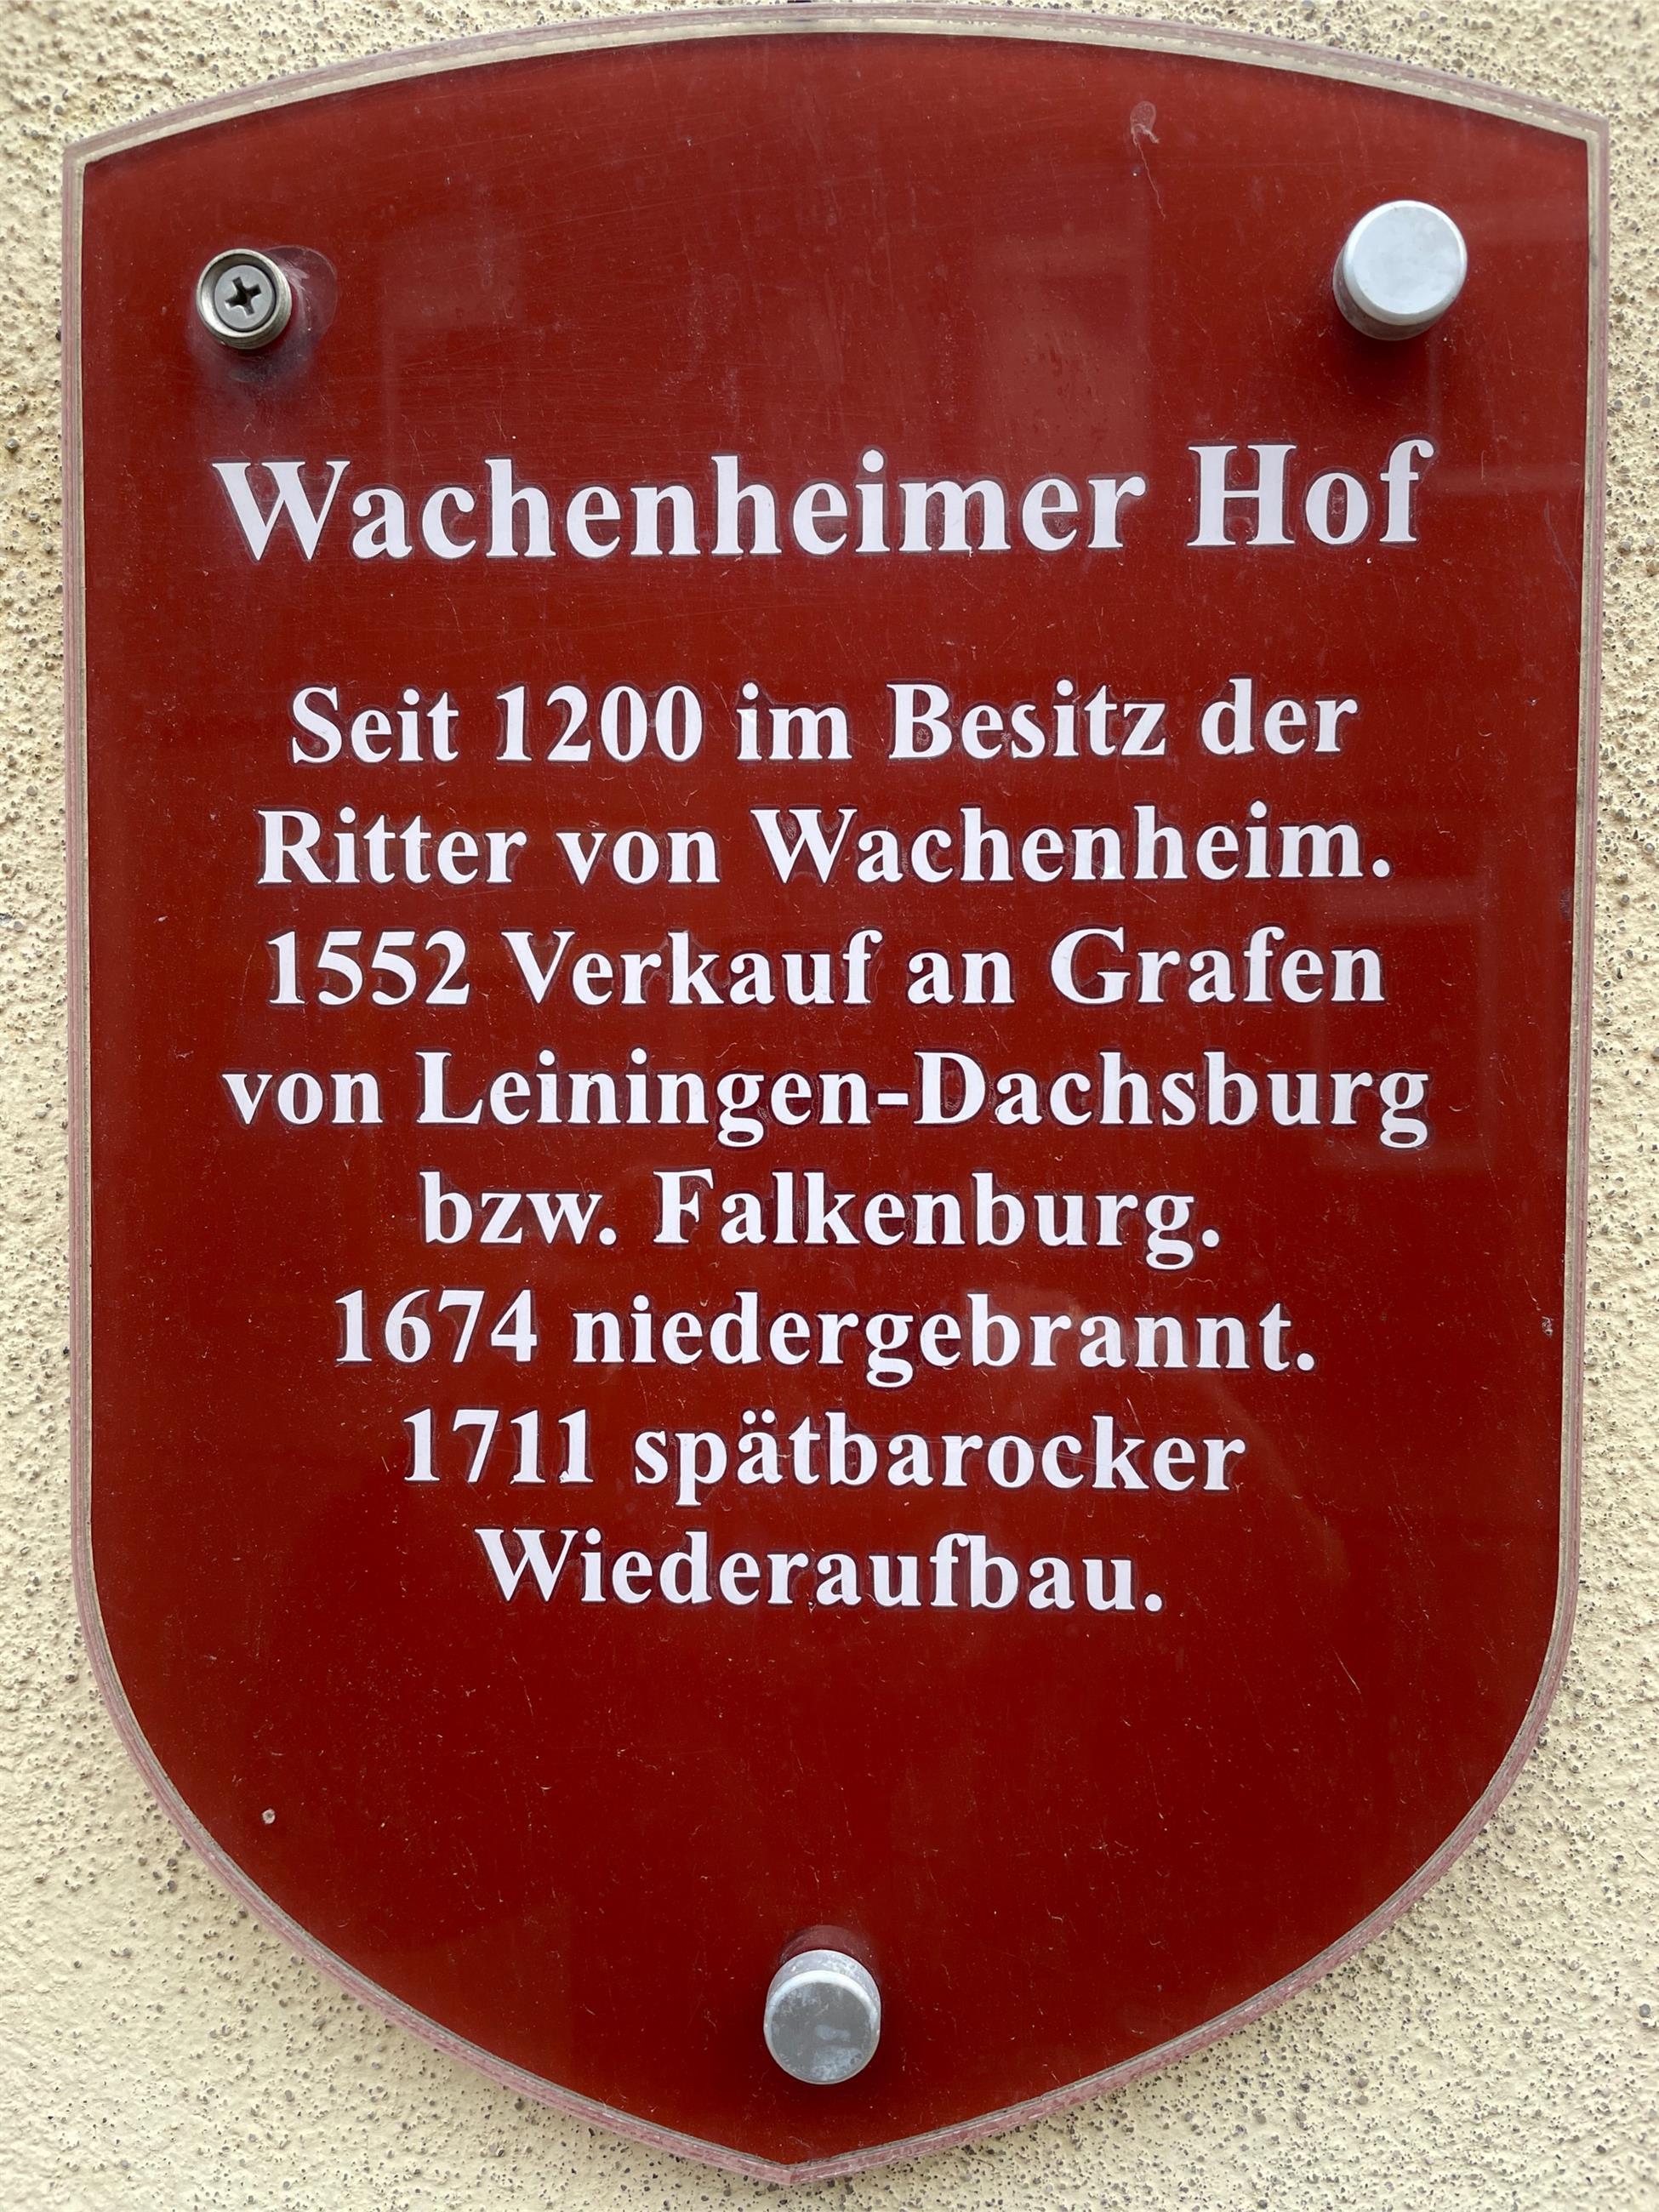 Wachenheimer Hof
Seit 1200 im Besitz der
Ritter von Wachenheim.
1552 Verkauf an Grafen
von Leiningen-Dachsburg
bzw. Falkenburg.
1674 niedergebrannt.
1711 spätbarocker
Wiederaufbau.